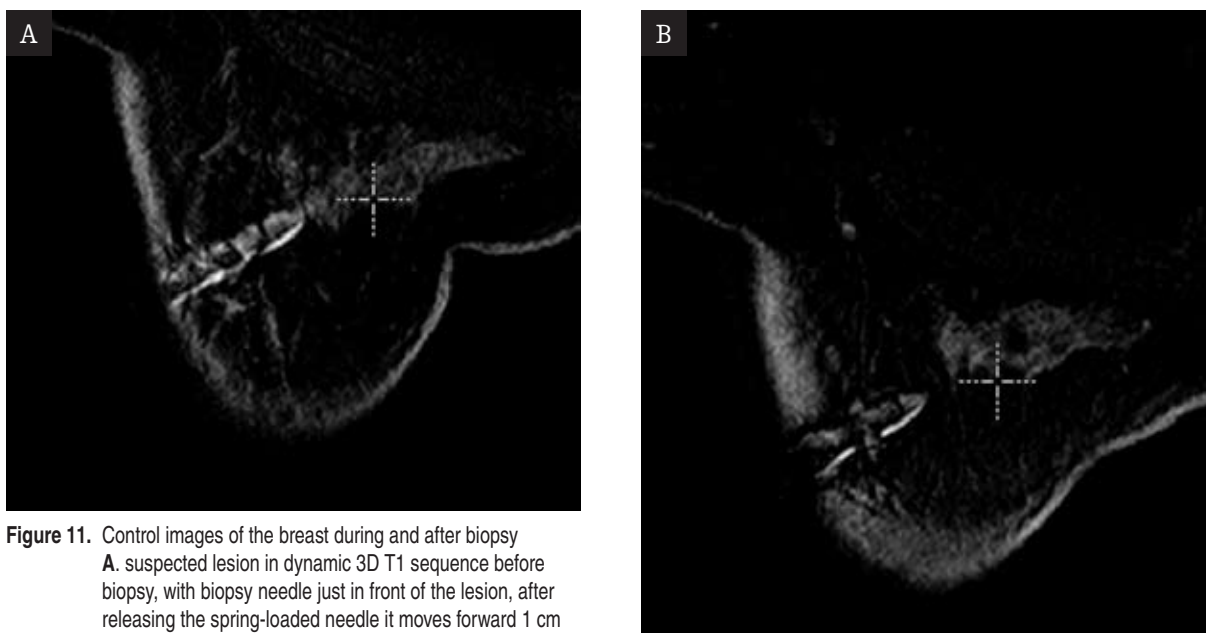 A
B
Figure 11. Control images of the breast during and after biopsy
A. suspected lesion in dynamic 3D T1 sequence before
biopsy, with biopsy needle just in front of the lesion, after
releasing the spring-loaded needle it moves forward 1 cm